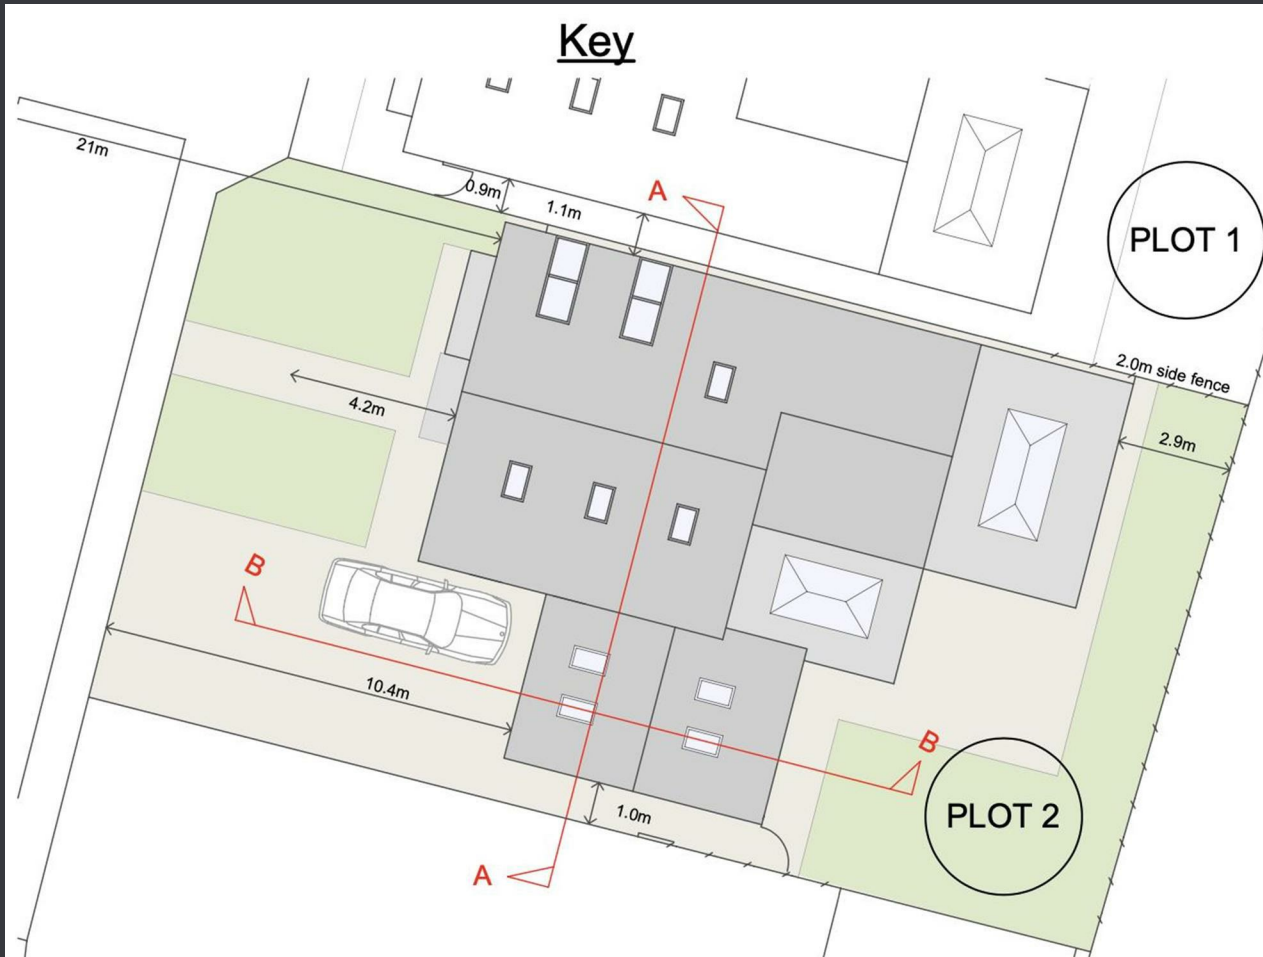 Key
21m
0.9m
1.1m
A
PLOT 1
2.0m side fence
4.2m
2.9m
B
10.4m
B
PLOT 2
1.0m
A